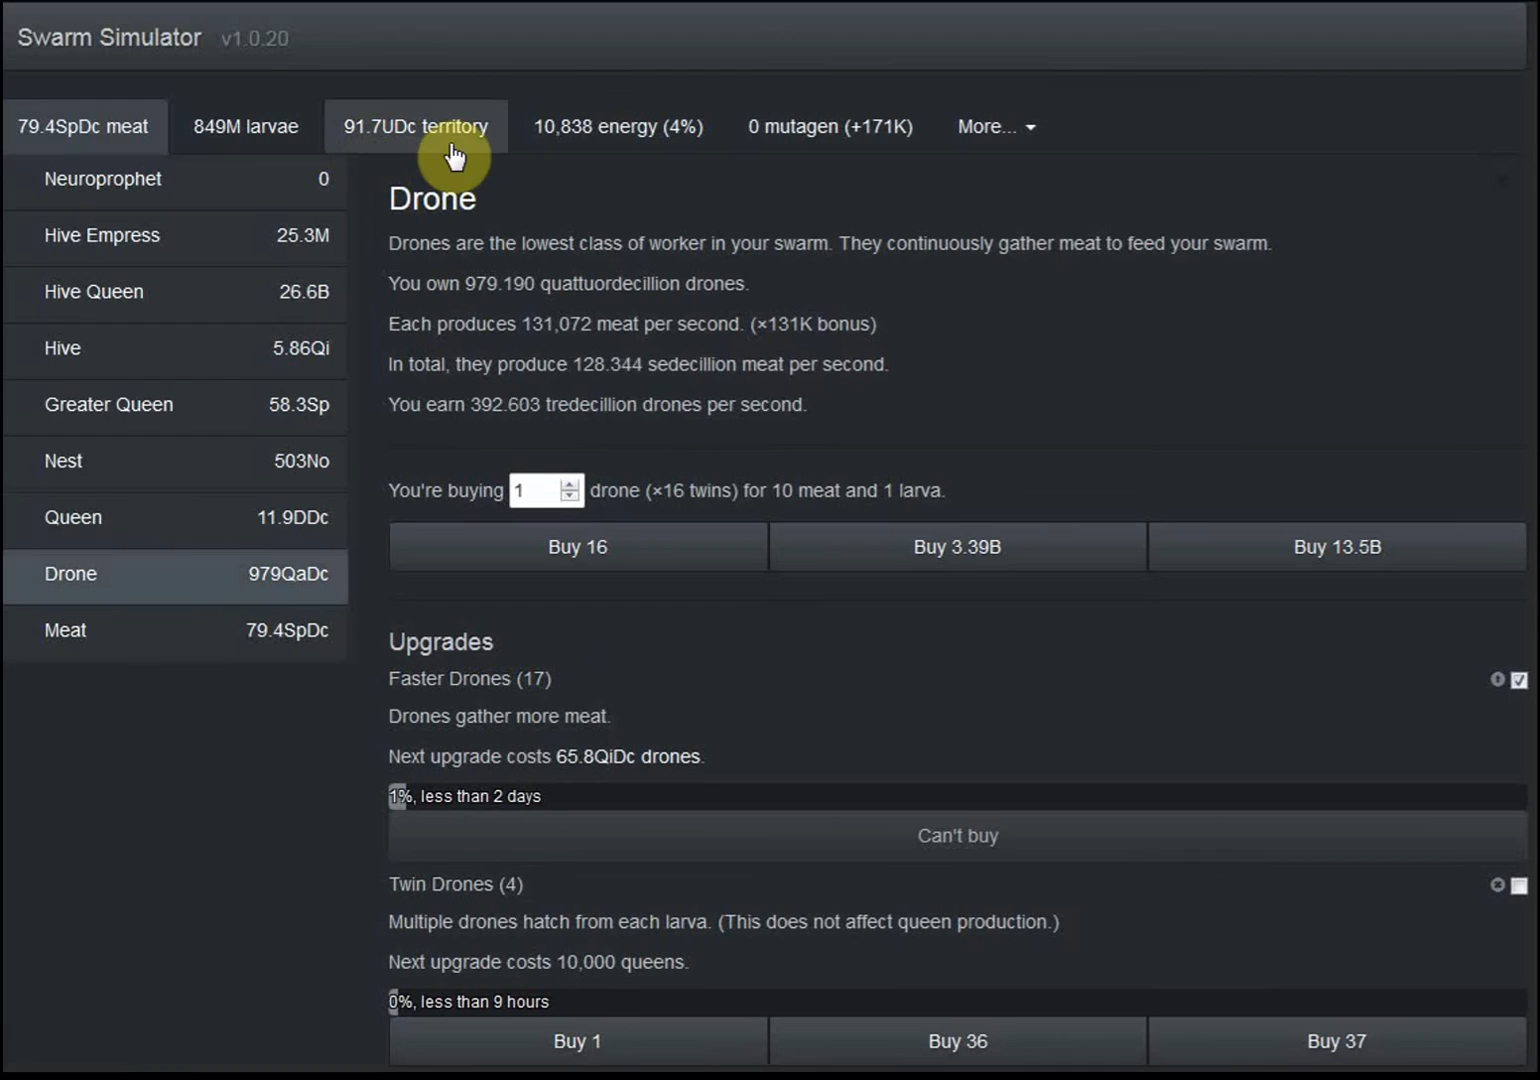 Swarm Simulator v1.0.20
79.4SpDc meat 849M larvae 91.7UDc territory 10,838 energy (4%) 0 mutagen (+171K) More...
Neuroprophet 0
Hive Empress 25.3M
Hive Queen 26.6B
Hive 5.86Qi
Greater Queen 58.3Sp
Nest 503No
Queen 11.9DDc
Drone 979QaDc
Meat 79.4SpDc
Drone
Drones are the lowest class of worker in your swarm. They continuously gather meat to feed your swarm.
You own 979.190 quattuordecillion drones.
Each produces 131,072 meat per second. (×131K bonus)
In total, they produce 128.344 sedecillion meat per second.
You earn 392.603 tredecillion drones per second.
You're buying 1 drone (×16 twins) for 10 meat and 1 larva.
Buy 16 Buy 3.39B Buy 13.5B
Upgrades
Faster Drones (17)
Drones gather more meat.
Next upgrade costs 65.8QiDc drones.
1%, less than 2 days
Can't buy
Twin Drones (4)
Multiple drones hatch from each larva. (This does not affect queen production.)
Next upgrade costs 10,000 queens.
0%, less than 9 hours
Buy 1 Buy 36 Buy 37